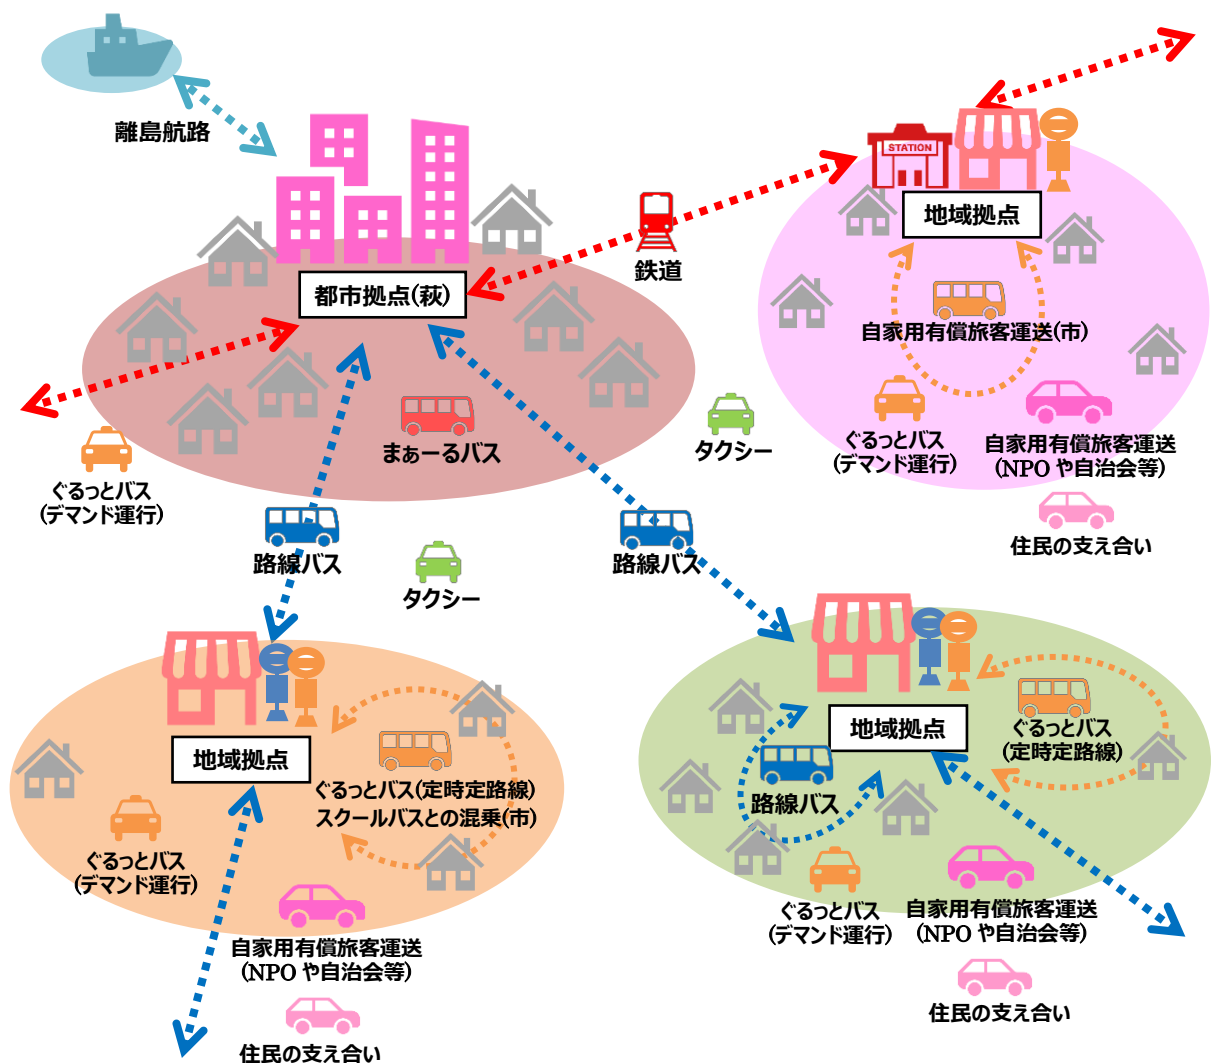 離島航路
STATION
地域拠点
鉄道
都市拠点(萩)
自家用有償旅客運送(市)
まぁーるバス
タクシー
ぐるっとバス
(デマンド運行)
自家用有償旅客運送
(NPO や自治会等)
住民の支え合い
ぐるっとバス
(デマンド運行)
路線バス
路線バス
タクシー
地域拠点
ぐるっとバス(定時定路線)
スクールバスとの混乗(市)
ぐるっとバス
(デマンド運行)
自家用有償旅客運送
(NPO や自治会等)
住民の支え合い
地域拠点
ぐるっとバス
(定時定路線)
路線バス
ぐるっとバス
(デマンド運行)
自家用有償旅客運送
(NPO や自治会等)
住民の支え合い